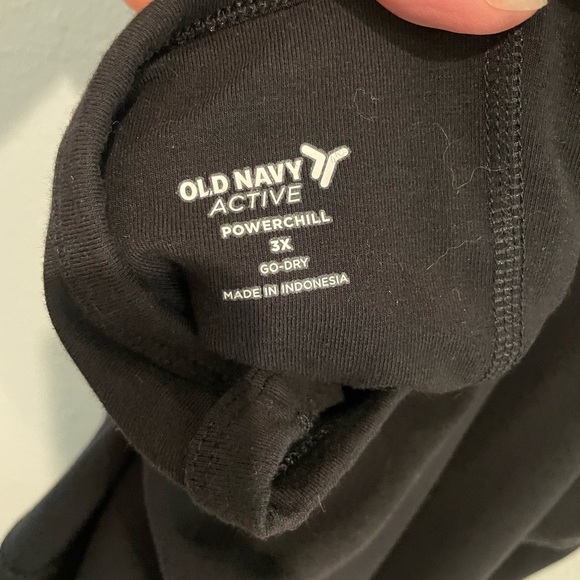 OLD NAVY
ACTIVE
POWERCHILL
3X
GO-DRY
MADE IN INDONESIA